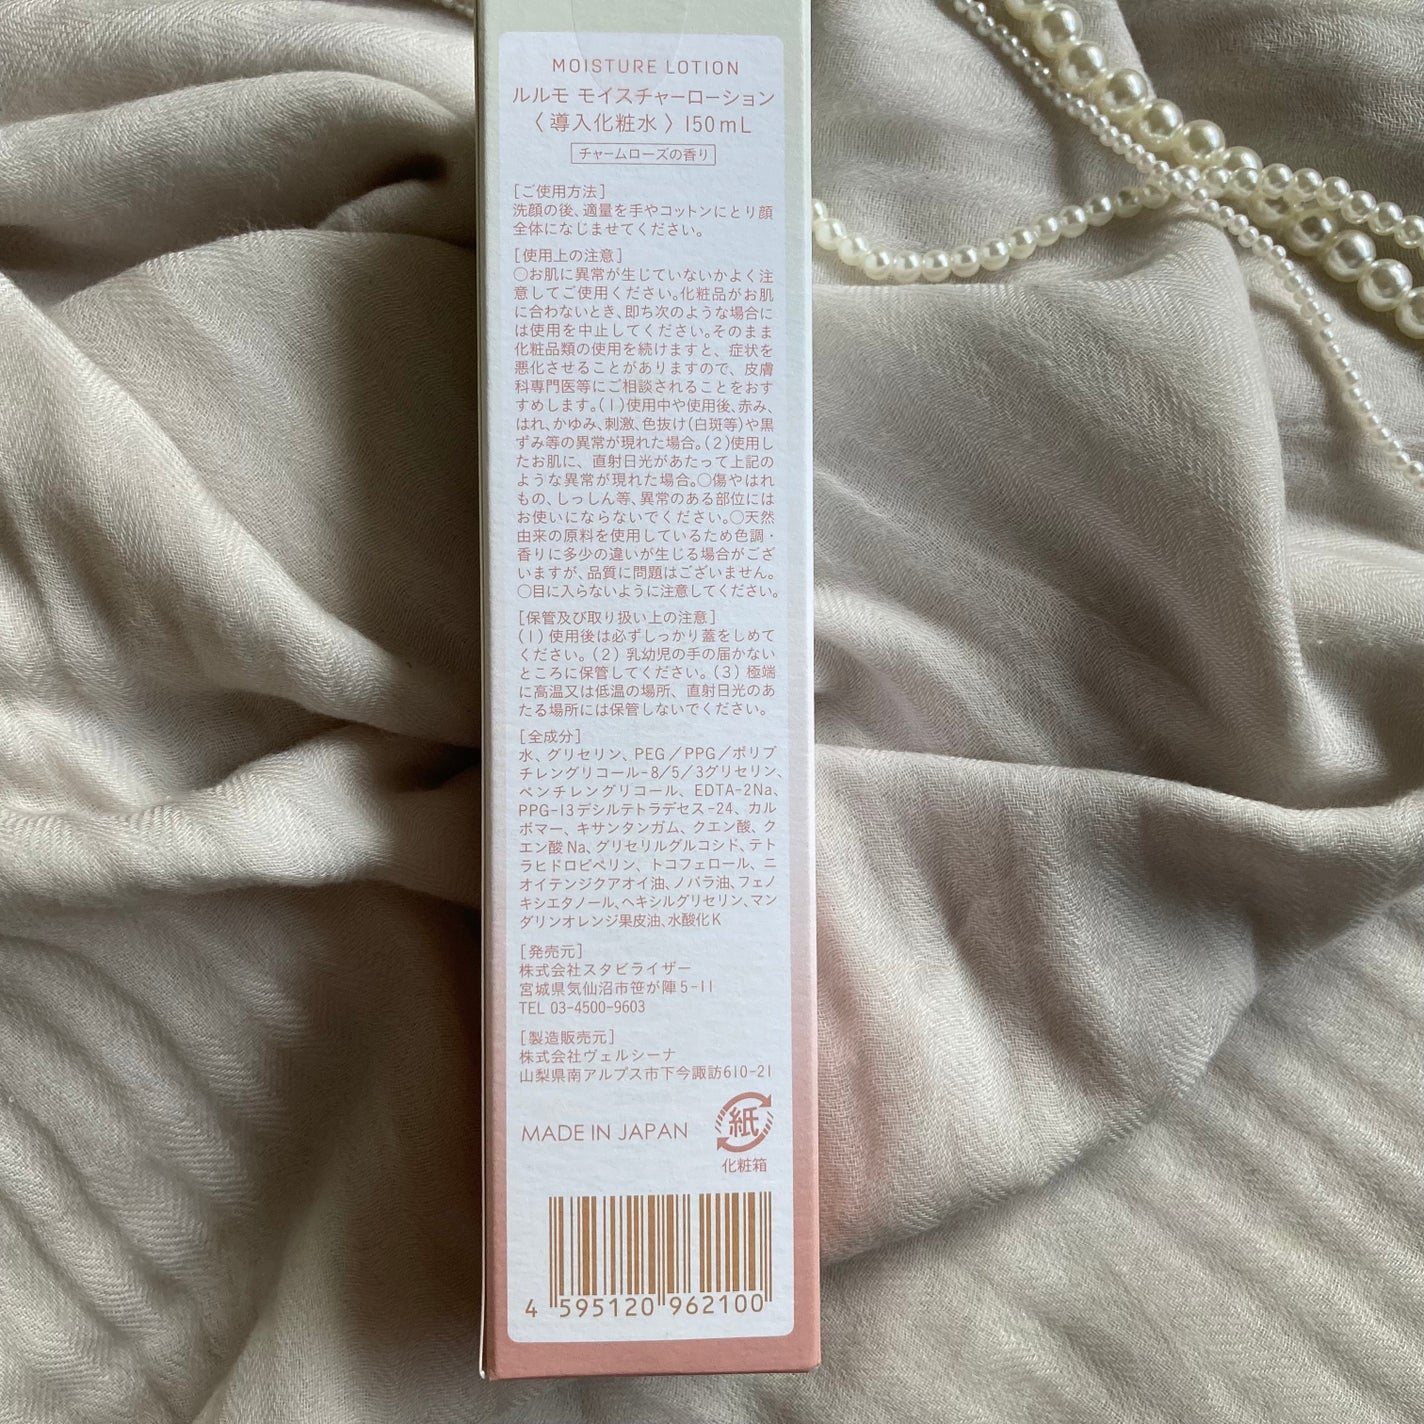 MOISTURE LOTION
ルルモ モイスチャーローション
〈導入化粧水〉150mL
チャームローズの香り
[ご使用方法]
洗顔の後、適量を手やコットンにとり顔
全体になじませてください。
[使用上の注意]
○お肌に異常が生じていないかよく注
意してご使用ください。化粧品がお肌
に合わないとき、即ち次のような場合に
は使用を中止してください。そのまま
化粧品類の使用を続けますと、症状を
悪化させることがありますので、皮膚
科専門医等にご相談されることをおす
すめします。(1)使用中や使用後、赤み、
はれ、かゆみ、刺激、色抜け(白斑等)や黒
ずみ等の異常が現れた場合。(2)使用し
たお肌に、直射日光があたって上記の
ような異常が現れた場合。○傷やはれ
もの、しっしん等、異常のある部位には
お使いにならないでください。○天然
由来の原料を使用しているため色調・
香りに多少の違いが生じる場合がござ
いますが、品質に問題はございません。
○目に入らないように注意してください。
[保管及び取り扱い上の注意]
(1) 使用後は必ずしっかり蓋をしめて
ください。(2) 乳幼児の手の届かない
ところに保管してください。(3) 極端
に高温又は低温の場所、直射日光のあ
たる場所には保管しないでください。
[全成分]
水、グリセリン、PEG／PPG／ポリブ
チレングリコール-8/5/3グリセリン、
ペンチレングリコール、EDTA-2Na、
PPG-13デシルテトラデセス-24、カル
ボマー、キサンタンガム、クエン酸、ク
エン酸Na、グリセリルグルコシド、テト
ラヒドロピペリン、トコフェロール、ニ
オイテンジクアオイ油、ノバラ油、フェノ
キシエタノール、ヘキシルグリセリン、マン
ダリンオレンジ果皮油、水酸化K
[発売元]
株式会社スタビライザー
宮城県気仙沼市笹が陣5-11
TEL 03-4500-9603
[製造販売元]
株式会社ヴェルシーナ
山梨県南アルプス市下今諏訪610-21
MADE IN JAPAN
紙
化粧箱
4 595120 962100